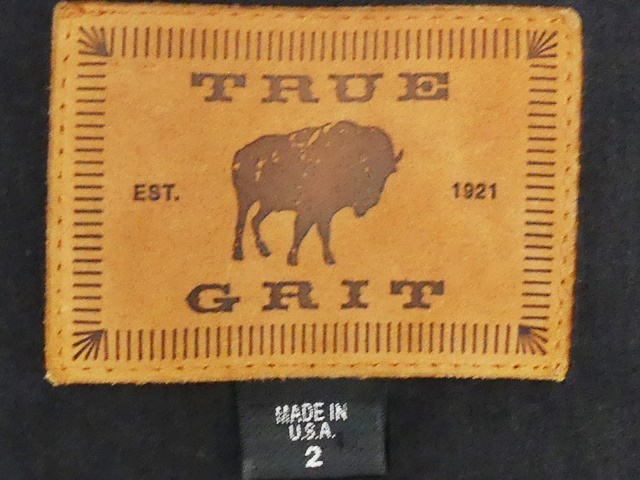 TRUE
EST. 1921
GRIT
MADE IN
U.S.A.
2